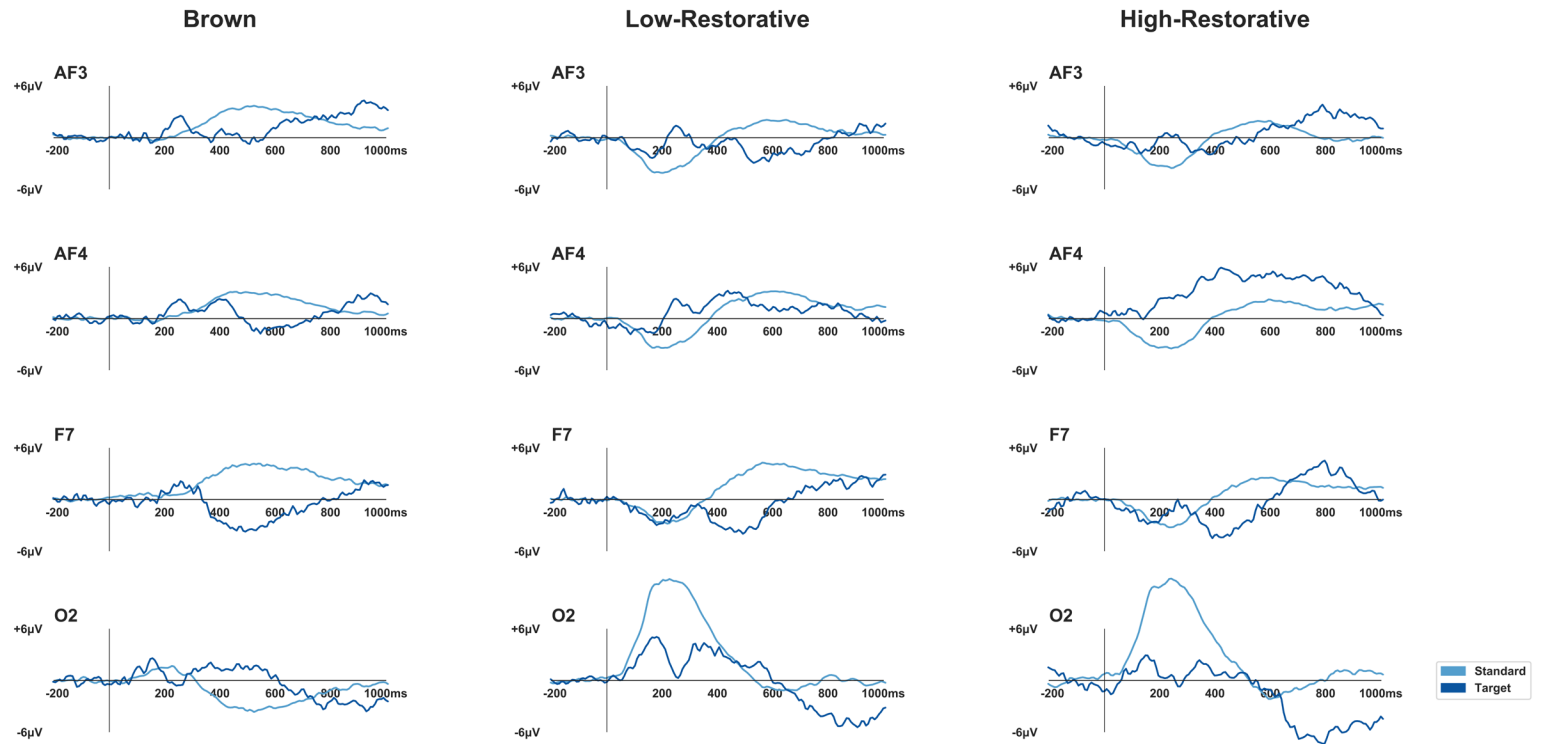 Brown Low-Restorative High-Restorative
AF3 AF3 AF3
+6μV +6μV +6μV
-200 200 400 600 800 1000ms -200 200 400 600 800 1000ms -200 200 400 600 800 1000ms
-6μV -6μV -6μV
AF4 AF4 AF4
+6μV +6μV +6μV
-200 200 400 600 800 1000ms -200 200 400 600 800 1000ms -200 200 400 600 800 1000ms
-6μV -6μV -6μV
F7 F7 F7
+6μV +6μV +6μV
-200 200 400 600 800 1000ms -200 200 400 600 800 1000ms -200 200 400 600 800 1000ms
-6μV -6μV -6μV
O2 O2 O2
+6μV +6μV +6μV
-200 200 400 600 800 1000ms -200 200 400 600 800 1000ms -200 200 400 600 800 1000ms
-6μV -6μV -6μV
Standard
Target